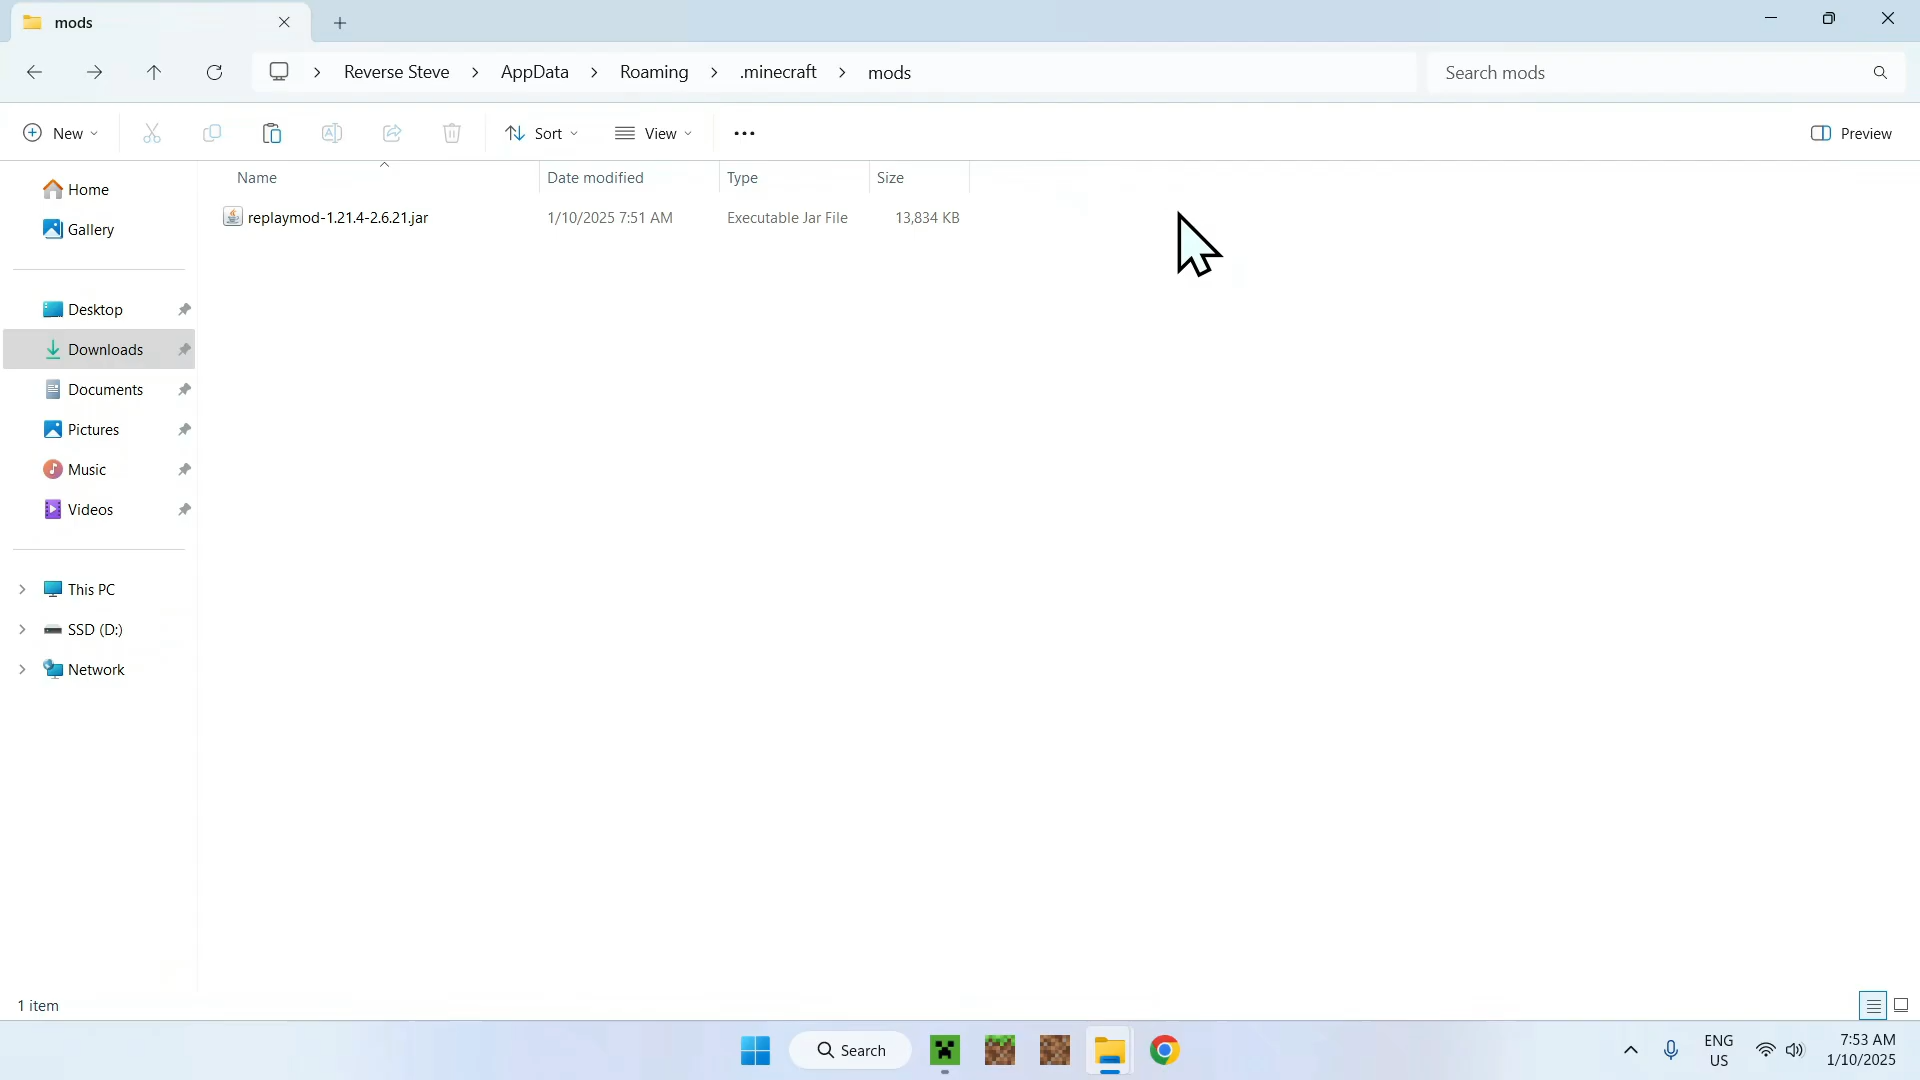 mods
Reverse Steve > AppData > Roaming > .minecraft > mods
Search mods
New
Sort
View
Preview
Name
Date modified
Type
Size
replaymod-1.21.4-2.6.21.jar
1/10/2025 7:51 AM
Executable Jar File
13,834 KB
Home
Gallery
Desktop
Downloads
Documents
Pictures
Music
Videos
This PC
SSD (D:)
Network
1 item
Search
ENG
US
7:53 AM
1/10/2025